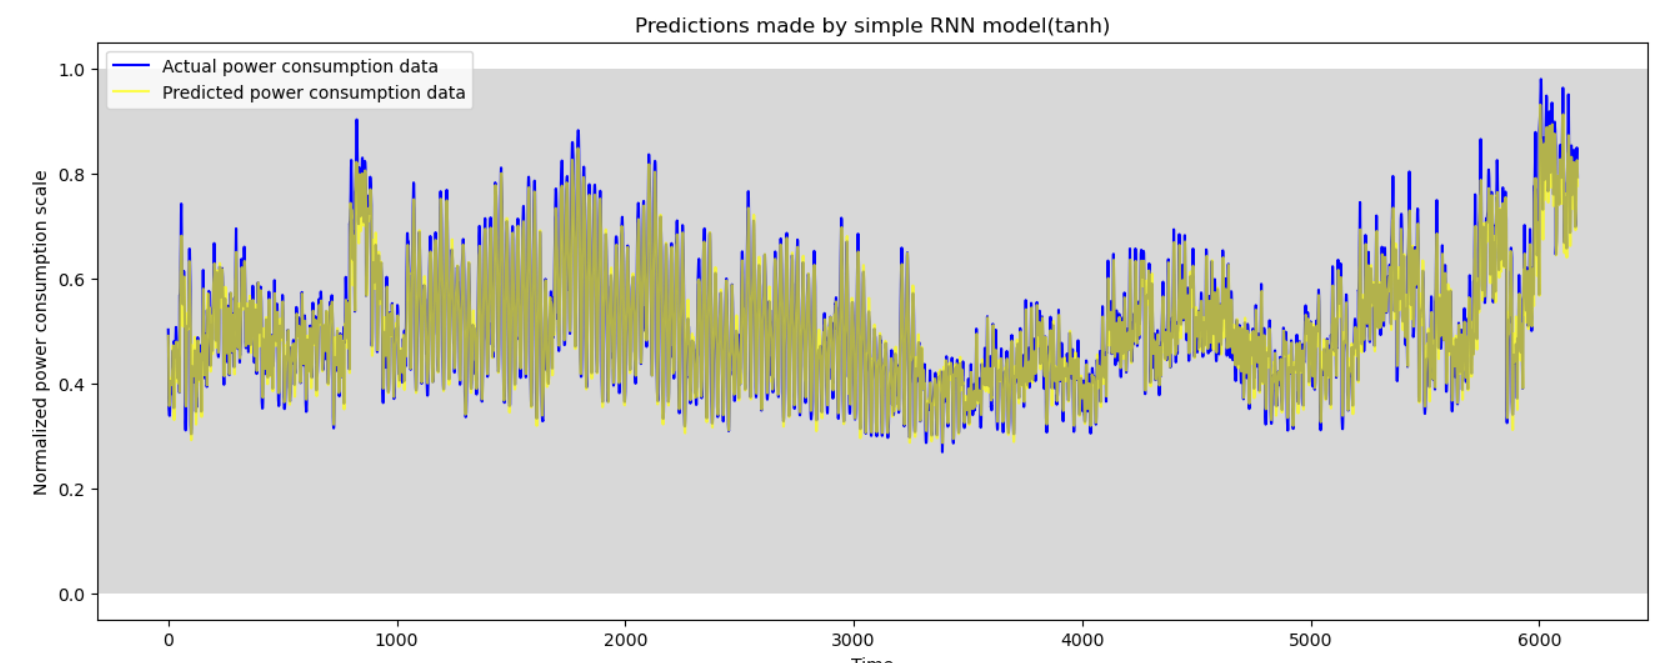 Predictions made by simple RNN model(tanh)
Actual power consumption data
Predicted power consumption data
Normalized power consumption scale
1.0
0.8
0.6
0.4
0.2
0.0
0 1000 2000 3000 4000 5000 6000
Time